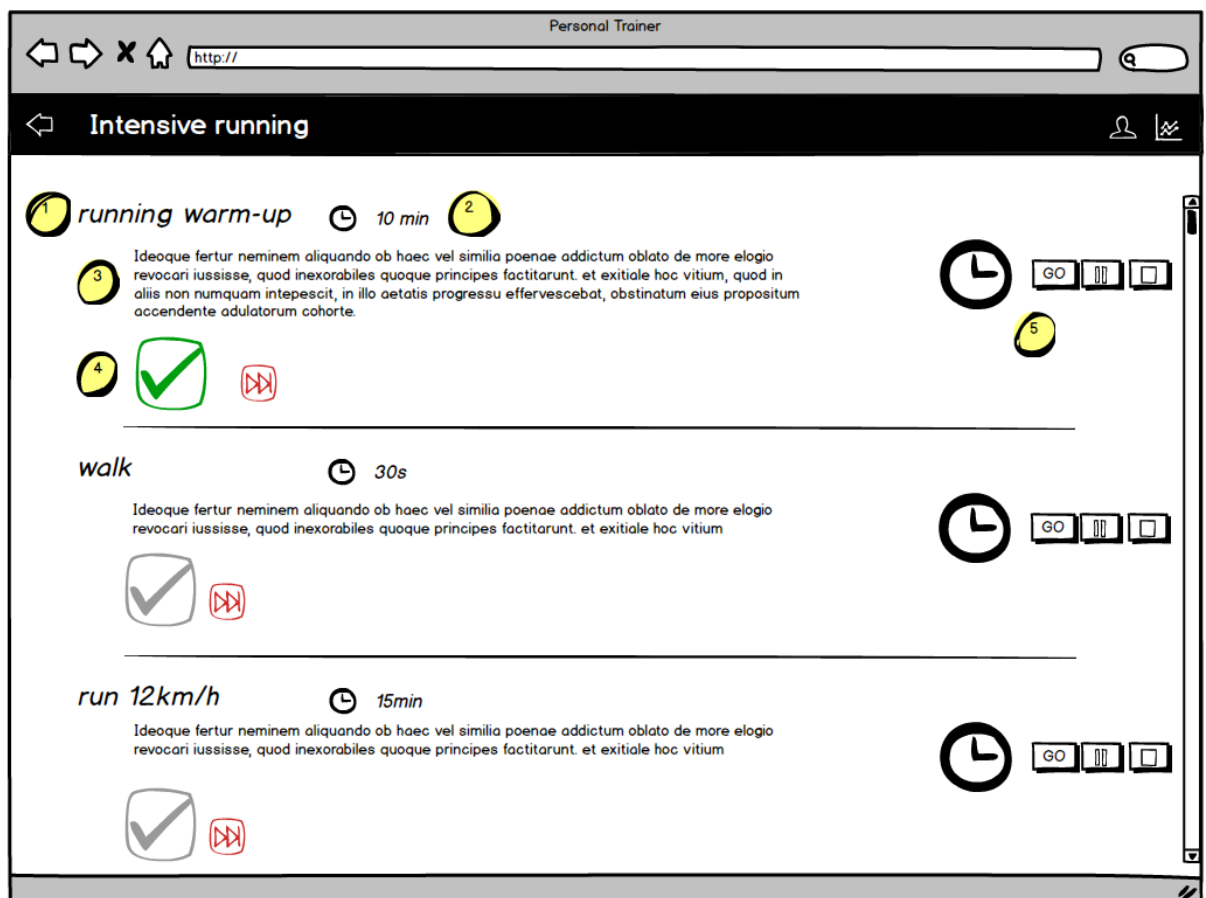 Personal Trainer
http://
Intensive running
1 running warm-up 10 min 2
3
Ideoque fertur neminem aliquando ob haec vel similia poenae addictum oblato de more elogio
revocari iussisse, quod inexorabiles quoque principes factitarunt. et exitiale hoc vitium, quod in
aliis non numquam intepescit, in illo aetatis progressu effervescebat, obstinatum eius propositum
accendente adulatorum cohorte.
GO
5
4
walk 30s
Ideoque fertur neminem aliquando ob haec vel similia poenae addictum oblato de more elogio
revocari iussisse, quod inexorabiles quoque principes factitarunt. et exitiale hoc vitium
GO
run 12km/h 15min
Ideoque fertur neminem aliquando ob haec vel similia poenae addictum oblato de more elogio
revocari iussisse, quod inexorabiles quoque principes factitarunt. et exitiale hoc vitium
GO